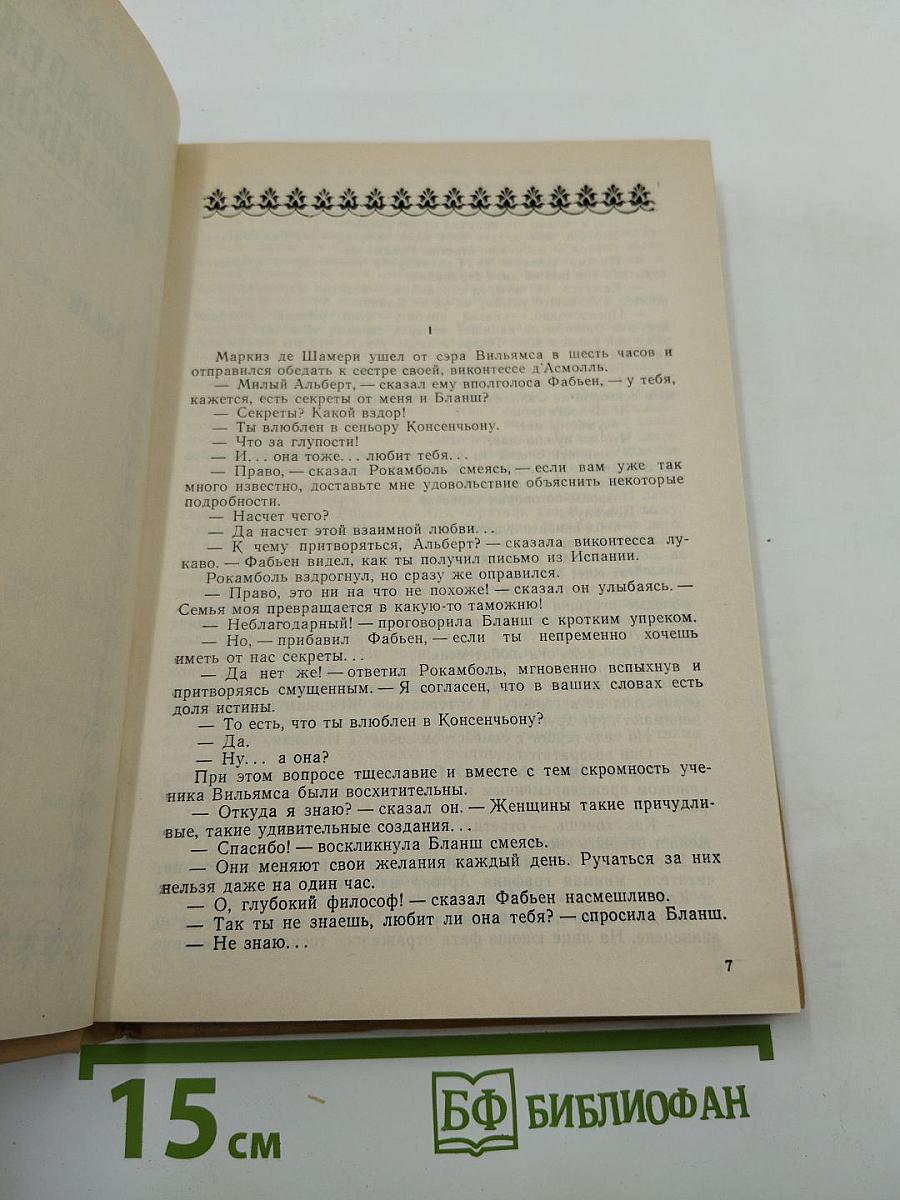 I
Маркиз де Шамери ушел от сэра Вильямса в шесть часов и
отправился обедать к сестре своей, виконтессе д'Асмолль.
— Милый Альберт, — сказал ему вполголоса Фабьен, — у тебя,
кажется, есть секреты от меня и Бланш?
— Секреты? Какой вздор!
— Ты влюблен в сеньору Консенчьону.
— Что за глупости!
— И... она тоже... любит тебя...
— Право, — сказал Рокамболь смеясь, — если вам уже так
много известно, доставьте мне удовольствие объяснить некоторые
подробности.
— Насчет чего?
— Да насчет этой взаимной любви...
— К чему притворяться, Альберт? — сказала виконтесса лу-
каво. — Фабьен видел, как ты получил письмо из Испании.
Рокамболь вздрогнул, но сразу же оправился.
— Право, это ни на что не похоже! — сказал он улыбаясь. —
Семья моя превращается в какую-то таможню!
— Неблагодарный! — проговорила Бланш с кротким упреком.
— Но, — прибавил Фабьен, — если ты непременно хочешь
иметь от нас секреты...
— Да нет же! — ответил Рокамболь, мгновенно вспыхнув и
притворяясь смущенным. — Я согласен, что в ваших словах есть
доля истины.
— То есть, что ты влюблен в Консенчьону?
— Да.
— Ну... а она?
При этом вопросе тщеславие и вместе с тем скромность уче-
ника Вильямса были восхитительны.
— Откуда я знаю? — сказал он. — Женщины такие причудли-
вые, такие удивительные создания...
— Спасибо! — воскликнула Бланш смеясь.
— Они меняют свои желания каждый день. Ручаться за них
нельзя даже на один час.
— О, глубокий философ! — сказал Фабьен насмешливо.
— Так ты не знаешь, любит ли она тебя? — спросила Бланш.
— Не знаю...
7
15 см
БФ БИБЛИОФАН